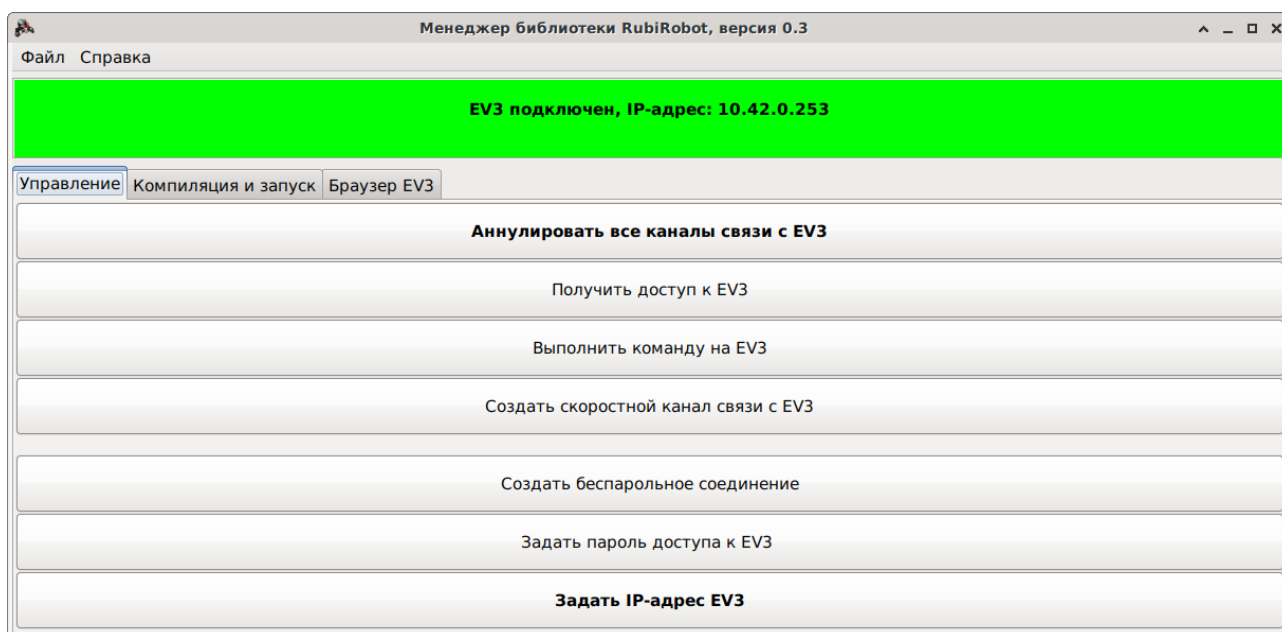 Менеджер библиотеки RubiRobot, версия 0.3
Файл Справка
EV3 подключен, IP-адрес: 10.42.0.253
Управление Компиляция и запуск Браузер EV3
Аннулировать все каналы связи с EV3
Получить доступ к EV3
Выполнить команду на EV3
Создать скоростной канал связи с EV3
Создать беспарольное соединение
Задать пароль доступа к EV3
Задать IP-адрес EV3